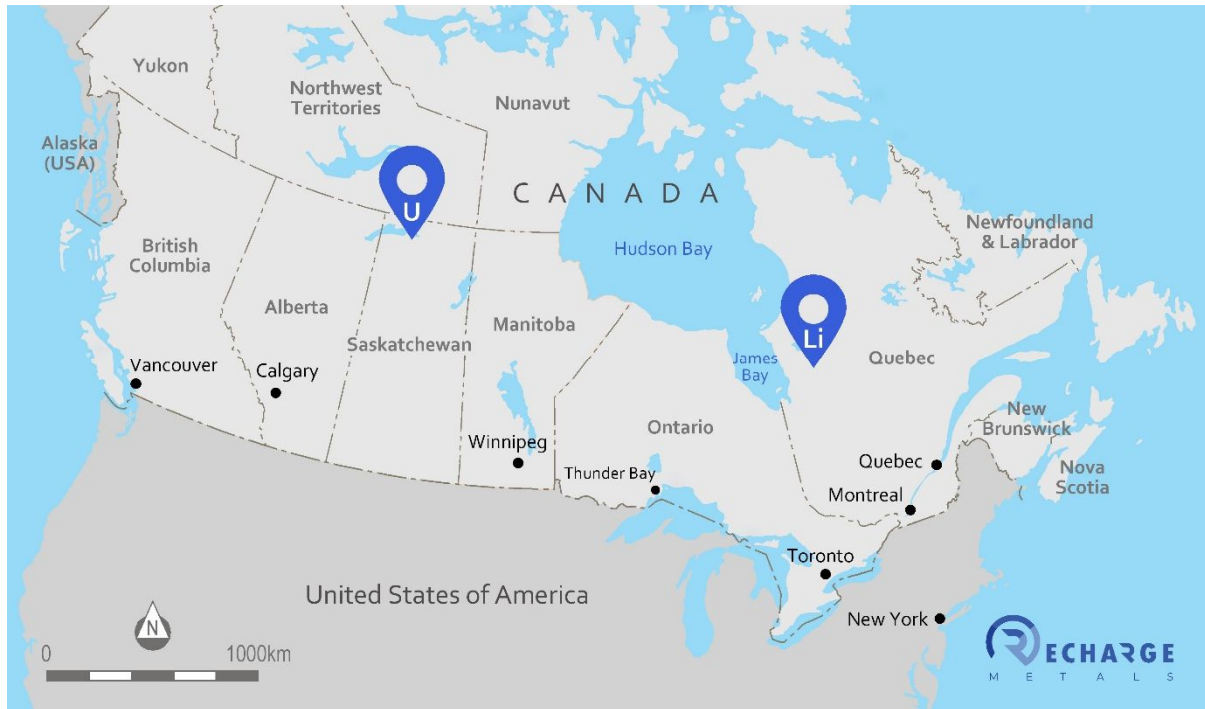 Yukon
Northwest
Territories
Nunavut
Alaska
(USA)
U
CANADA
Newfoundland
& Labrador
British
Columbia
Hudson Bay
Alberta
Manitoba
Saskatchewan
Li
James
Bay
Quebec
Vancouver
Calgary
New
Brunswick
Ontario
Winnipeg
Thunder Bay
Quebec
Nova
Scotia
Montreal
Toronto
United States of America
New York
N
0 1000km
RECHARGE
METALS